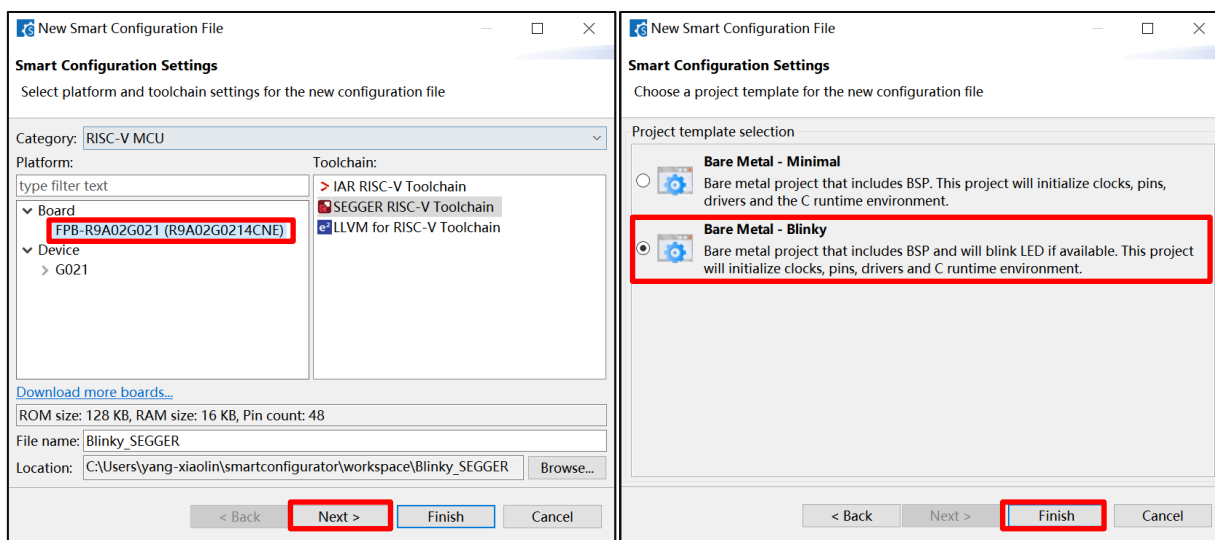 New Smart Configuration File
Smart Configuration Settings
Select platform and toolchain settings for the new configuration file
Category: RISC-V MCU
Platform:
type filter text
Board
FPB-R9A02G021 (R9A02G0214CNE)
Device
G021
Toolchain:
IAR RISC-V Toolchain
SEGGER RISC-V Toolchain
LLVM for RISC-V Toolchain
Download more boards...
ROM size: 128 KB, RAM size: 16 KB, Pin count: 48
File name: Blinky_SEGGER
Location: C:\Users\yang-xiaolin\smartconfigurator\workspace\Blinky_SEGGER Browse...
< Back Next > Finish Cancel
New Smart Configuration File
Smart Configuration Settings
Choose a project template for the new configuration file
Project template selection
Bare Metal - Minimal
Bare metal project that includes BSP. This project will initialize clocks, pins,
drivers and the C runtime environment.
Bare Metal - Blinky
Bare metal project that includes BSP and will blink LED if available. This project
will initialize clocks, pins, drivers and C runtime environment.
< Back Next > Finish Cancel